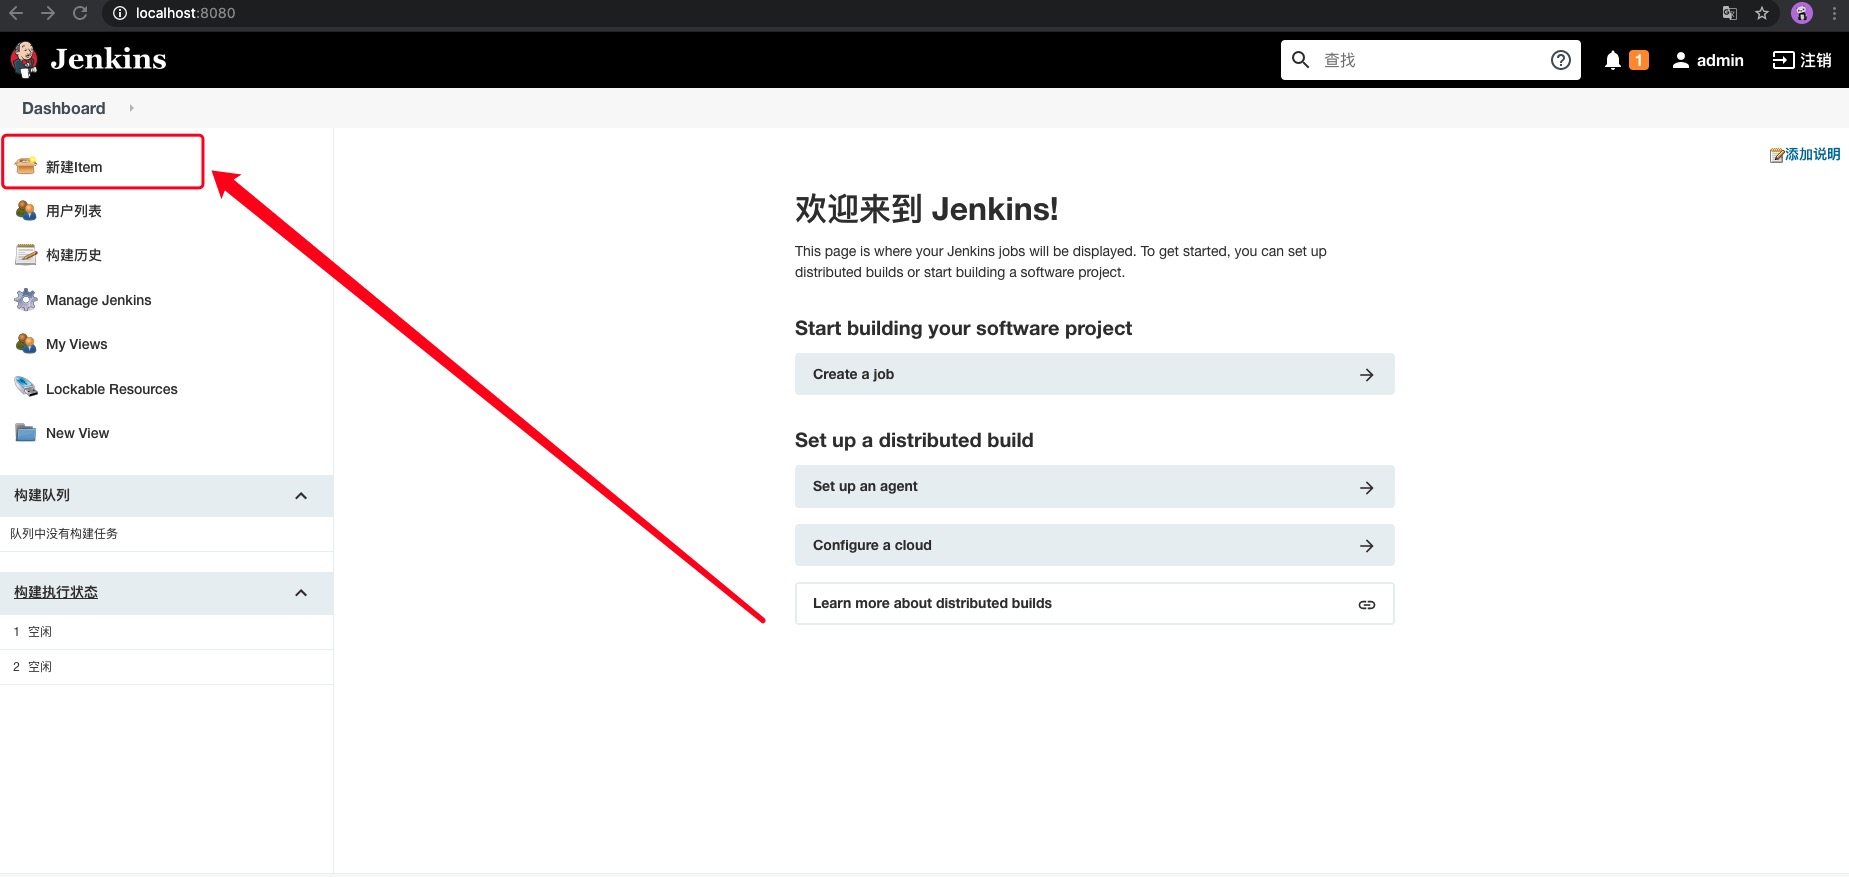 localhost:8080
Jenkins
查找
1
admin
注销
Dashboard
新建Item
用户列表
构建历史
Manage Jenkins
My Views
Lockable Resources
New View
构建队列
队列中没有构建任务
构建执行状态
1 空闲
2 空闲
添加说明
欢迎来到 Jenkins!
This page is where your Jenkins jobs will be displayed. To get started, you can set up
distributed builds or start building a software project.
Start building your software project
Create a job
Set up a distributed build
Set up an agent
Configure a cloud
Learn more about distributed builds